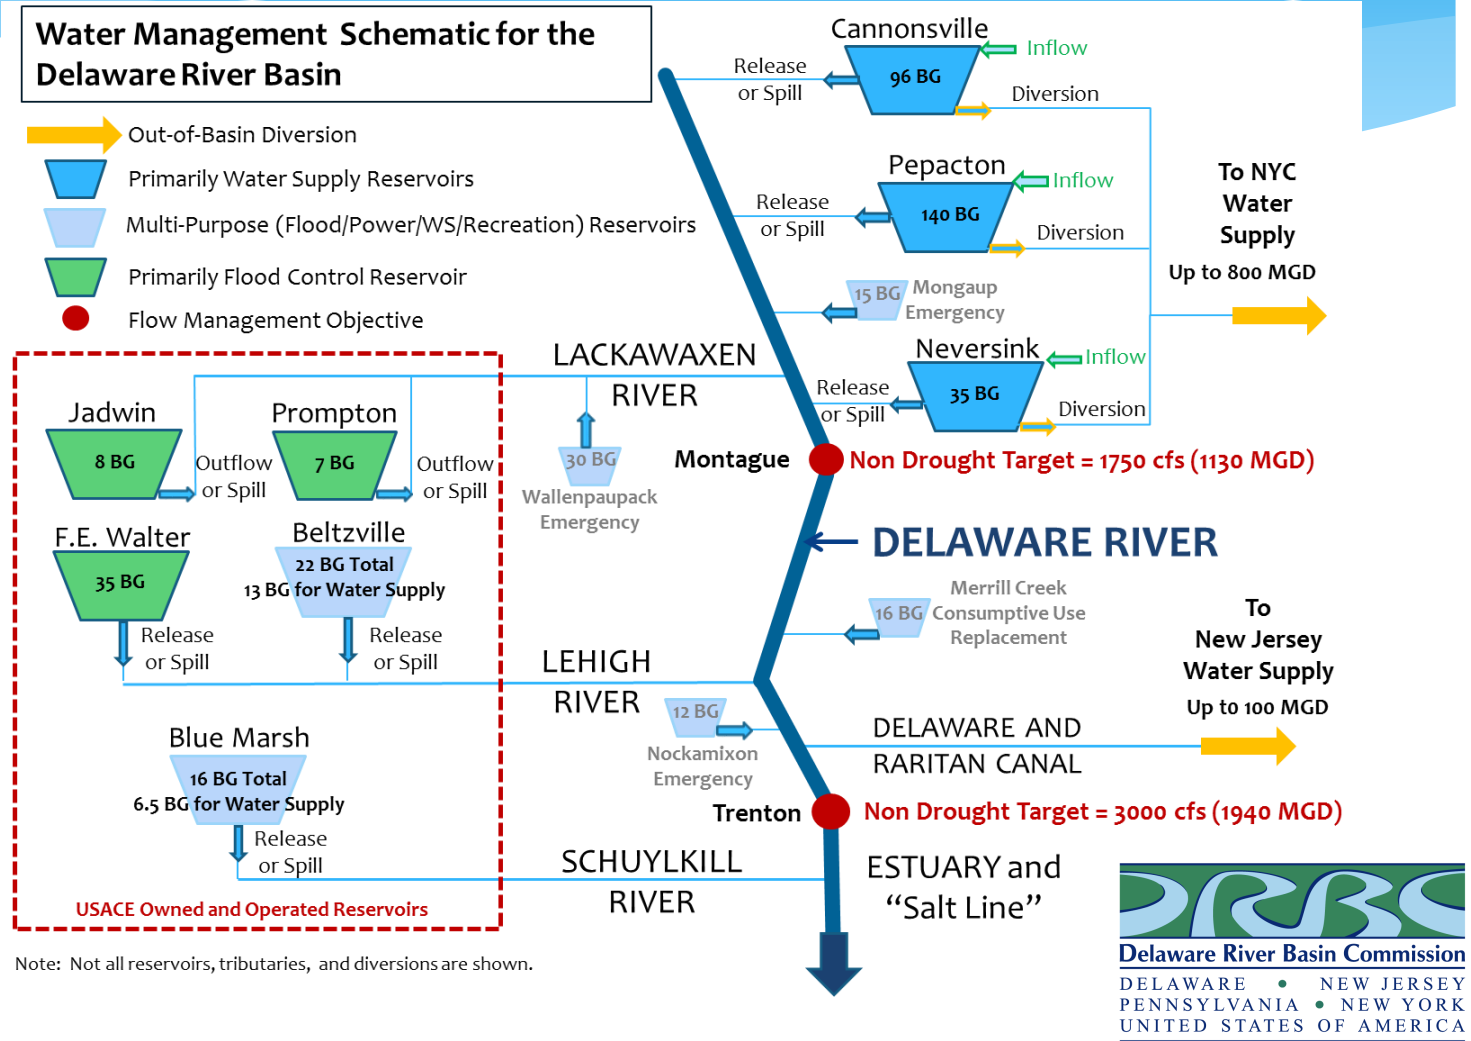 Water Management Schematic for the
Delaware River Basin
Out-of-Basin Diversion
Primarily Water Supply Reservoirs
Multi-Purpose (Flood/Power/WS/Recreation) Reservoirs
Primarily Flood Control Reservoir
Flow Management Objective
Cannonsville
96 BG
Inflow
Release
or Spill
Diversion
Pepacton
140 BG
Inflow
Release
or Spill
Diversion
To NYC
Water
Supply
Up to 800 MGD
15 BG
Mongaup
Emergency
Neversink
35 BG
Inflow
Release
or Spill
Diversion
LACKAWAXEN
RIVER
Jadwin
8 BG
Outflow
or Spill
Prompton
7 BG
Outflow
or Spill
30 BG
Wallenpaupack
Emergency
Montague
Non Drought Target = 1750 cfs (1130 MGD)
DELAWARE RIVER
F.E. Walter
35 BG
Release
or Spill
Beltzville
22 BG Total
13 BG for Water Supply
Release
or Spill
16 BG
Merrill Creek
Consumptive Use
Replacement
LEHIGH
RIVER
To
New Jersey
Water Supply
Up to 100 MGD
12 BG
Nockamixon
Emergency
DELAWARE AND
RARITAN CANAL
Blue Marsh
16 BG Total
6.5 BG for Water Supply
Release
or Spill
Trenton
Non Drought Target = 3000 cfs (1940 MGD)
SCHUYLKILL
RIVER
ESTUARY and
“Salt Line”
USACE Owned and Operated Reservoirs
Note: Not all reservoirs, tributaries, and diversions are shown.
DRBC
Delaware River Basin Commission
DELAWARE • NEW JERSEY
PENNSYLVANIA • NEW YORK
UNITED STATES OF AMERICA